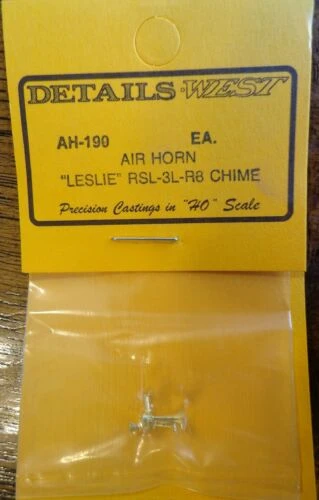 DETAILS WEST
AH-190 EA.
AIR HORN
"LESLIE" RSL-3L-R8 CHIME
Precision Castings in "HO" Scale